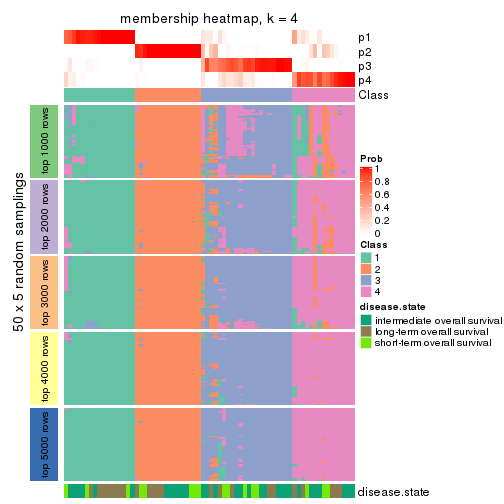 membership heatmap, k = 4
p1
p2
p3
p4
Class
50 x 5 random samplings
top 1000 rows
top 2000 rows
top 3000 rows
top 4000 rows
top 5000 rows
Prob
1
0.8
0.6
0.4
0.2
0
Class
1
2
3
4
disease.state
intermediate overall survival
long-term overall survival
short-term overall survival
disease.state